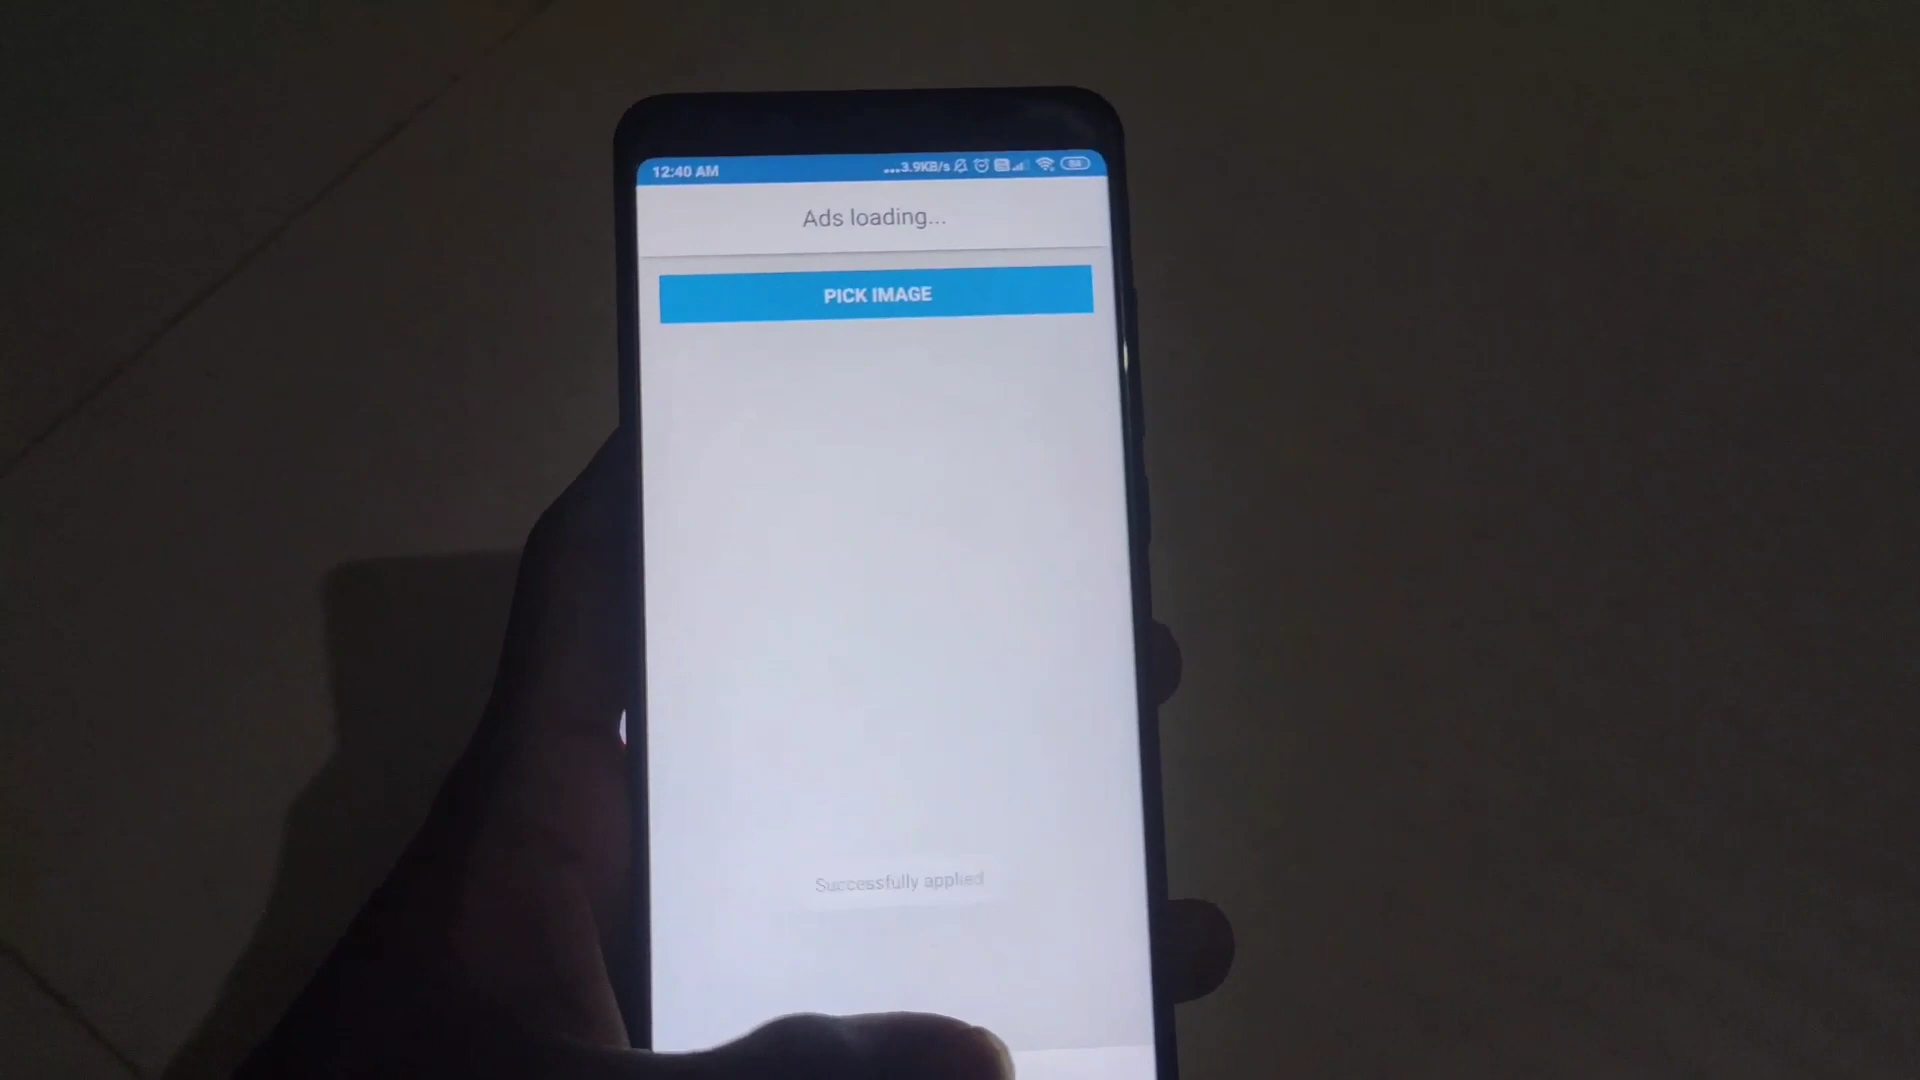 12:40 AM ...3.9KB/s
Ads loading...
PICK IMAGE
Successfully applied